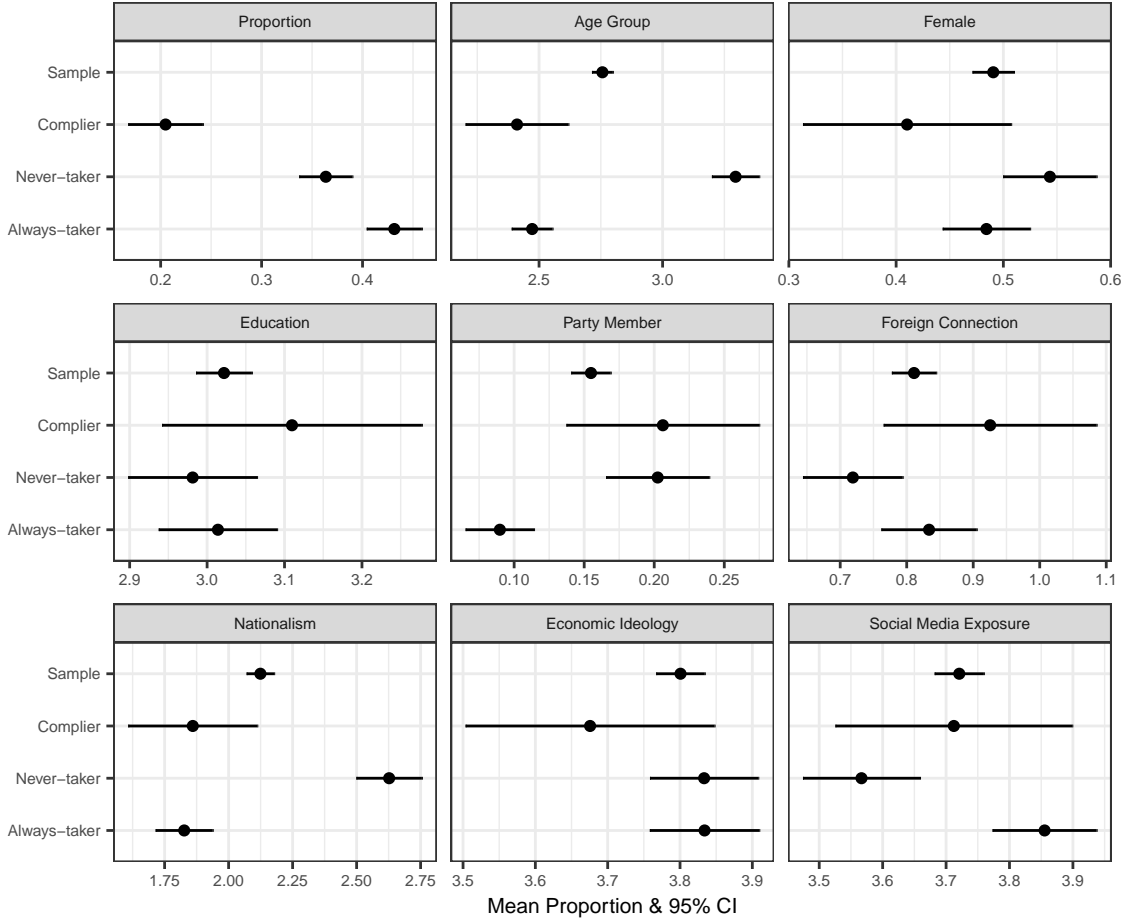 Proportion Age Group Female
Sample
Complier
Never−taker
Always−taker
0.2 0.3 0.4 2.5 3.0 0.3 0.4 0.5 0.6
Education Party Member Foreign Connection
Sample
Complier
Never−taker
Always−taker
2.9 3.0 3.1 3.2 0.10 0.15 0.20 0.25 0.7 0.8 0.9 1.0 1.1
Nationalism Economic Ideology Social Media Exposure
Sample
Complier
Never−taker
Always−taker
1.75 2.00 2.25 2.50 2.75 3.5 3.6 3.7 3.8 3.9 3.5 3.6 3.7 3.8 3.9
Mean Proportion & 95% CI